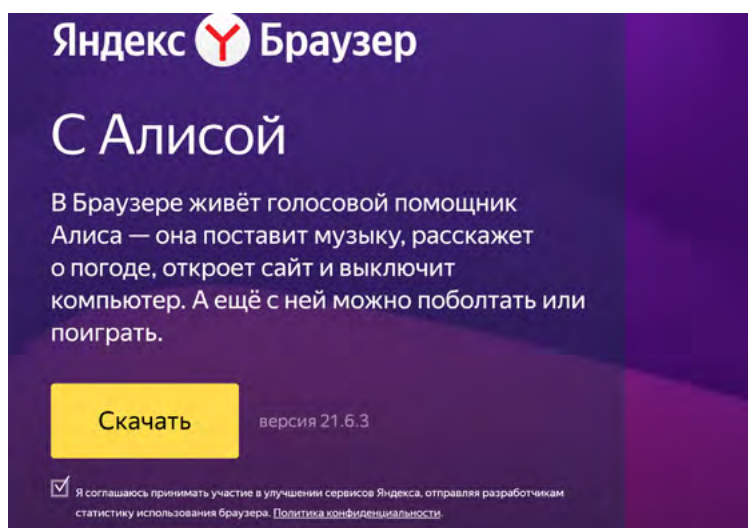 Яндекс Браузер
С Алисой
В Браузере живёт голосовой помощник
Алиса — она поставит музыку, расскажет
о погоде, откроет сайт и выключит
компьютер. А ещё с ней можно поболтать или
поиграть.
Скачать
версия 21.6.3
Я соглашаюсь принимать участие в улучшении сервисов Яндекса, отправляя разработчикам
статистику использования браузера. Политика конфиденциальности.